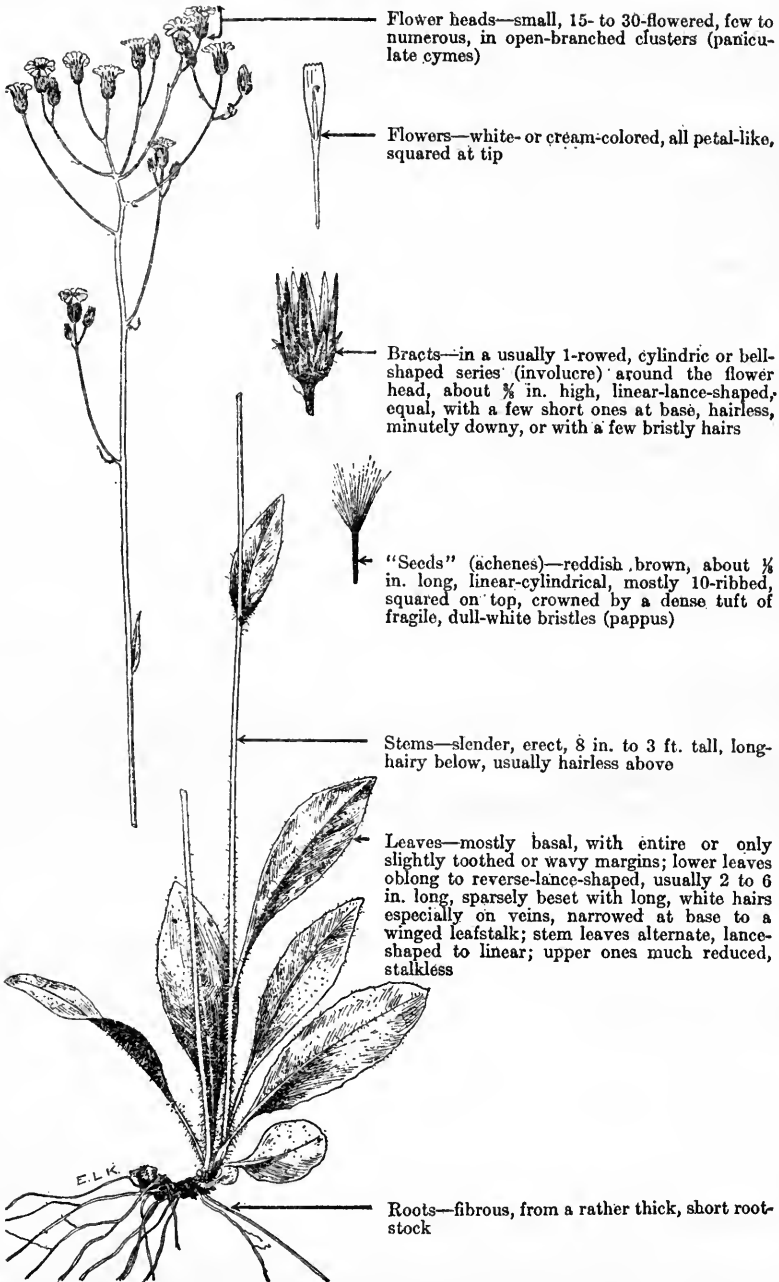 Flower heads—small, 15- to 30-flowered, few to
numerous, in open-branched clusters (panicu-
late cymes)
Flowers—white- or cream-colored, all petal-like,
squared at tip
Bracts—in a usually 1-rowed, cylindric or bell-
shaped series (involucre) around the flower
head, about ⅜ in. high, linear-lance-shaped,
equal, with a few short ones at base, hairless,
minutely downy, or with a few bristly hairs
"Seeds" (achenes)—reddish brown, about ⅛
in. long, linear-cylindrical, mostly 10-ribbed,
squared on top, crowned by a dense tuft of
fragile, dull-white bristles (pappus)
Stems—slender, erect, 8 in. to 3 ft. tall, long-
hairy below, usually hairless above
Leaves—mostly basal, with entire or only
slightly toothed or wavy margins; lower leaves
oblong to reverse-lance-shaped, usually 2 to 6
in. long, sparsely beset with long, white hairs
especially on veins, narrowed at base to a
winged leafstalk; stem leaves alternate, lance-
shaped to linear; upper ones much reduced,
stalkless
E.L.K.
Roots—fibrous, from a rather thick, short root-
stock